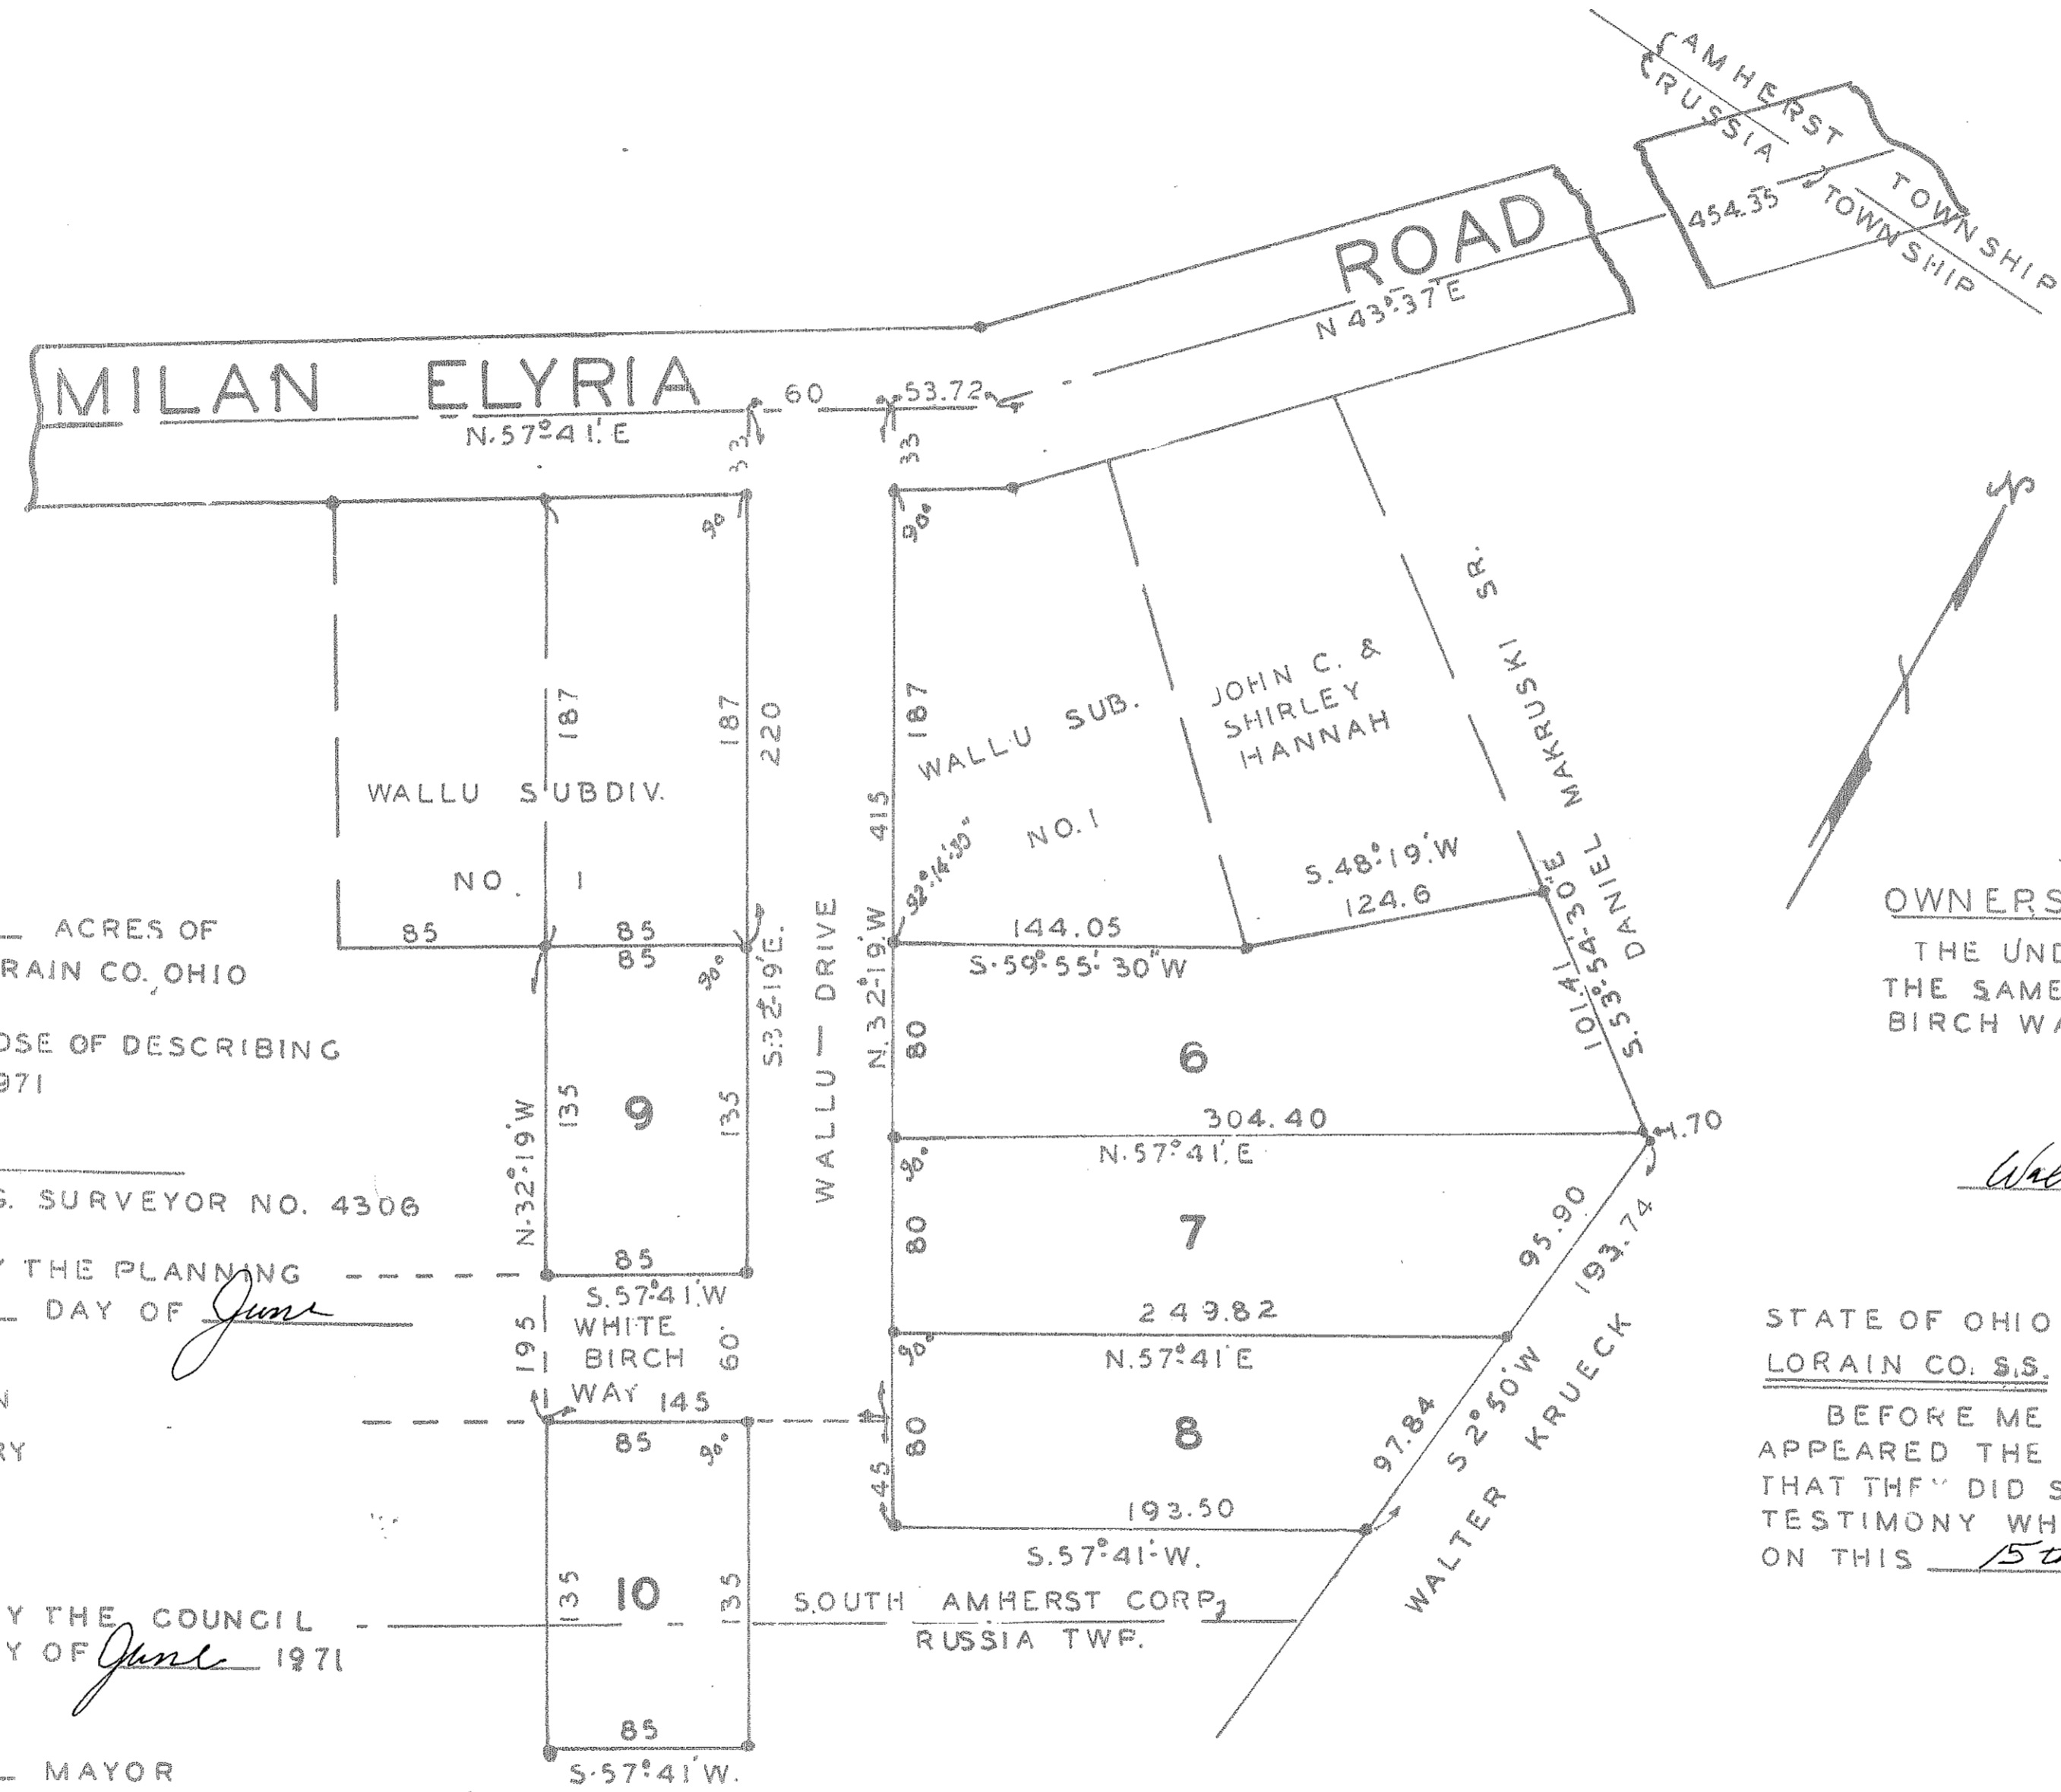 AMHERST TOWNSHIP
RUSSIA TOWNSHIP
454.35
MILAN ELYRIA ROAD
N 43°-37' E
N. 57°-41' E
60
53.72
33
33
90°
90°
187
187
220
187
415
WALLU SUBDIV.
NO. 1
WALLU SUB.
NO. 1
JOHN C. &
SHIRLEY
HANNAH
DANIEL MAKRUSKI SR.
N
92°-14'-30"
S. 48°-19' W
124.6
144.05
S. 59°-55'-30" W
101.41
S. 53°-54'-30" E
85
85
85
90°
S. 32°-19' E.
WALLU — DRIVE
N. 32°-19' W
80
6
304.40
N. 57°-41' E
4.70
90°
N. 32°-19' W
135
9
135
85
S. 57°-41' W
80
7
95.90
193.74
249.82
N. 57°-41' E
90°
195
WHITE
BIRCH
WAY
60'
145
85
90°
80
45
8
97.84
S 2°-50' W
WALTER KRUECK
193.50
S. 57°-41' W.
135
10
135
SOUTH AMHERST CORP.
RUSSIA TWP.
85
S. 57°-41' W.
ACRES OF
RAIN CO., OHIO
OSE OF DESCRIBING
971
SURVEYOR NO. 4306
Y THE PLANNING
DAY OF June
N
RY
Y THE COUNCIL
Y OF June 1971
MAYOR
OWNERS
THE UND
THE SAME
BIRCH WA
Wal
STATE OF OHIO
LORAIN CO. S.S.
BEFORE ME
APPEARED THE
THAT THEY DID S
TESTIMONY WH
ON THIS 15th